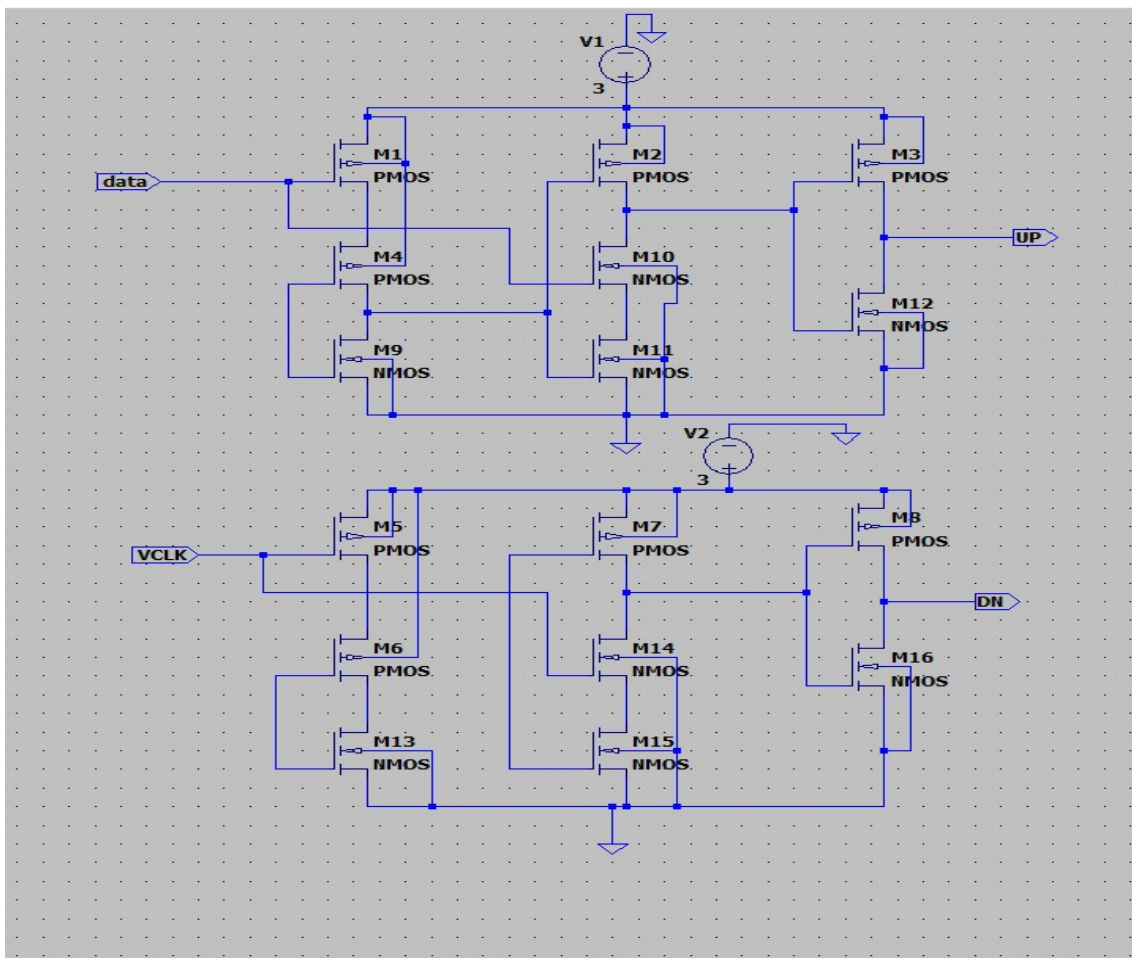 V1
3
M1
PMOS
M2
PMOS
M3
PMOS
data
M4
PMOS
M10
NMOS
UP
M9
NMOS
M11
NMOS
M12
NMOS
V2
3
M5
PMOS
M7
PMOS
M8
PMOS
VCLK
DN
M6
PMOS
M14
NMOS
M16
NMOS
M13
NMOS
M15
NMOS